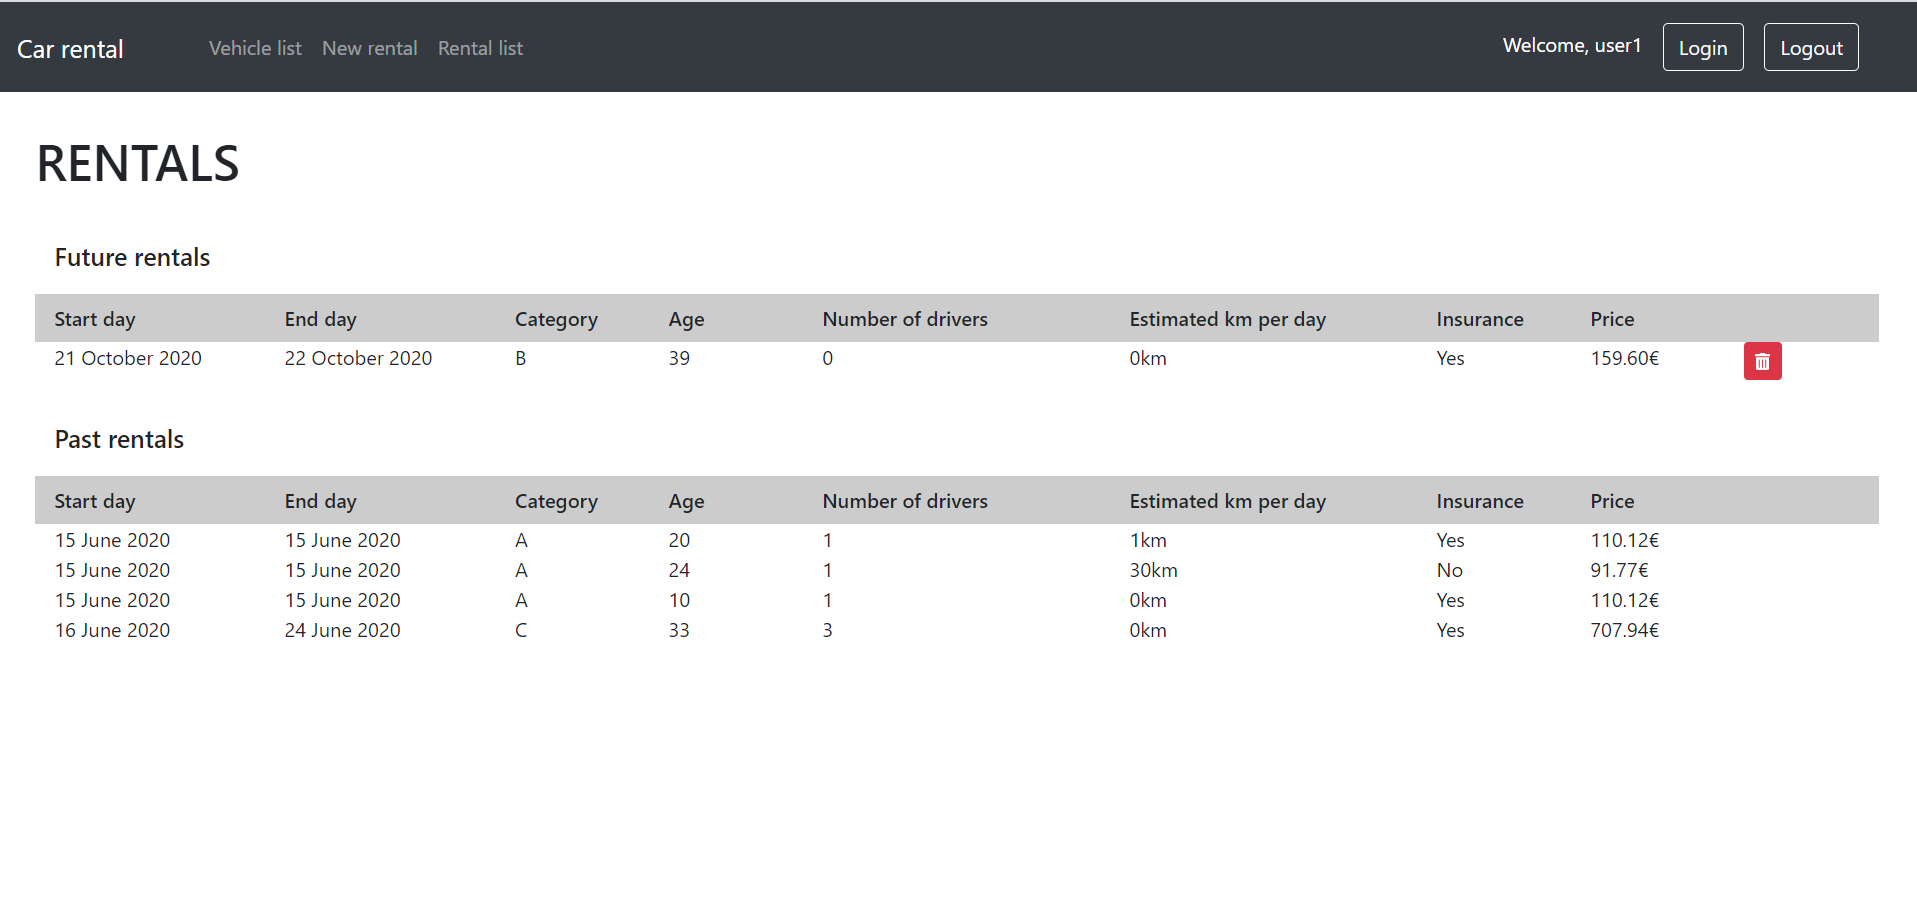 Car rental Vehicle list New rental Rental list Welcome, user1 Login Logout
RENTALS
Future rentals
Start day End day Category Age Number of drivers Estimated km per day Insurance Price
21 October 2020 22 October 2020 B 39 0 0km Yes 159.60€
Past rentals
Start day End day Category Age Number of drivers Estimated km per day Insurance Price
15 June 2020 15 June 2020 A 20 1 1km Yes 110.12€
15 June 2020 15 June 2020 A 24 1 30km No 91.77€
15 June 2020 15 June 2020 A 10 1 0km Yes 110.12€
16 June 2020 24 June 2020 C 33 3 0km Yes 707.94€